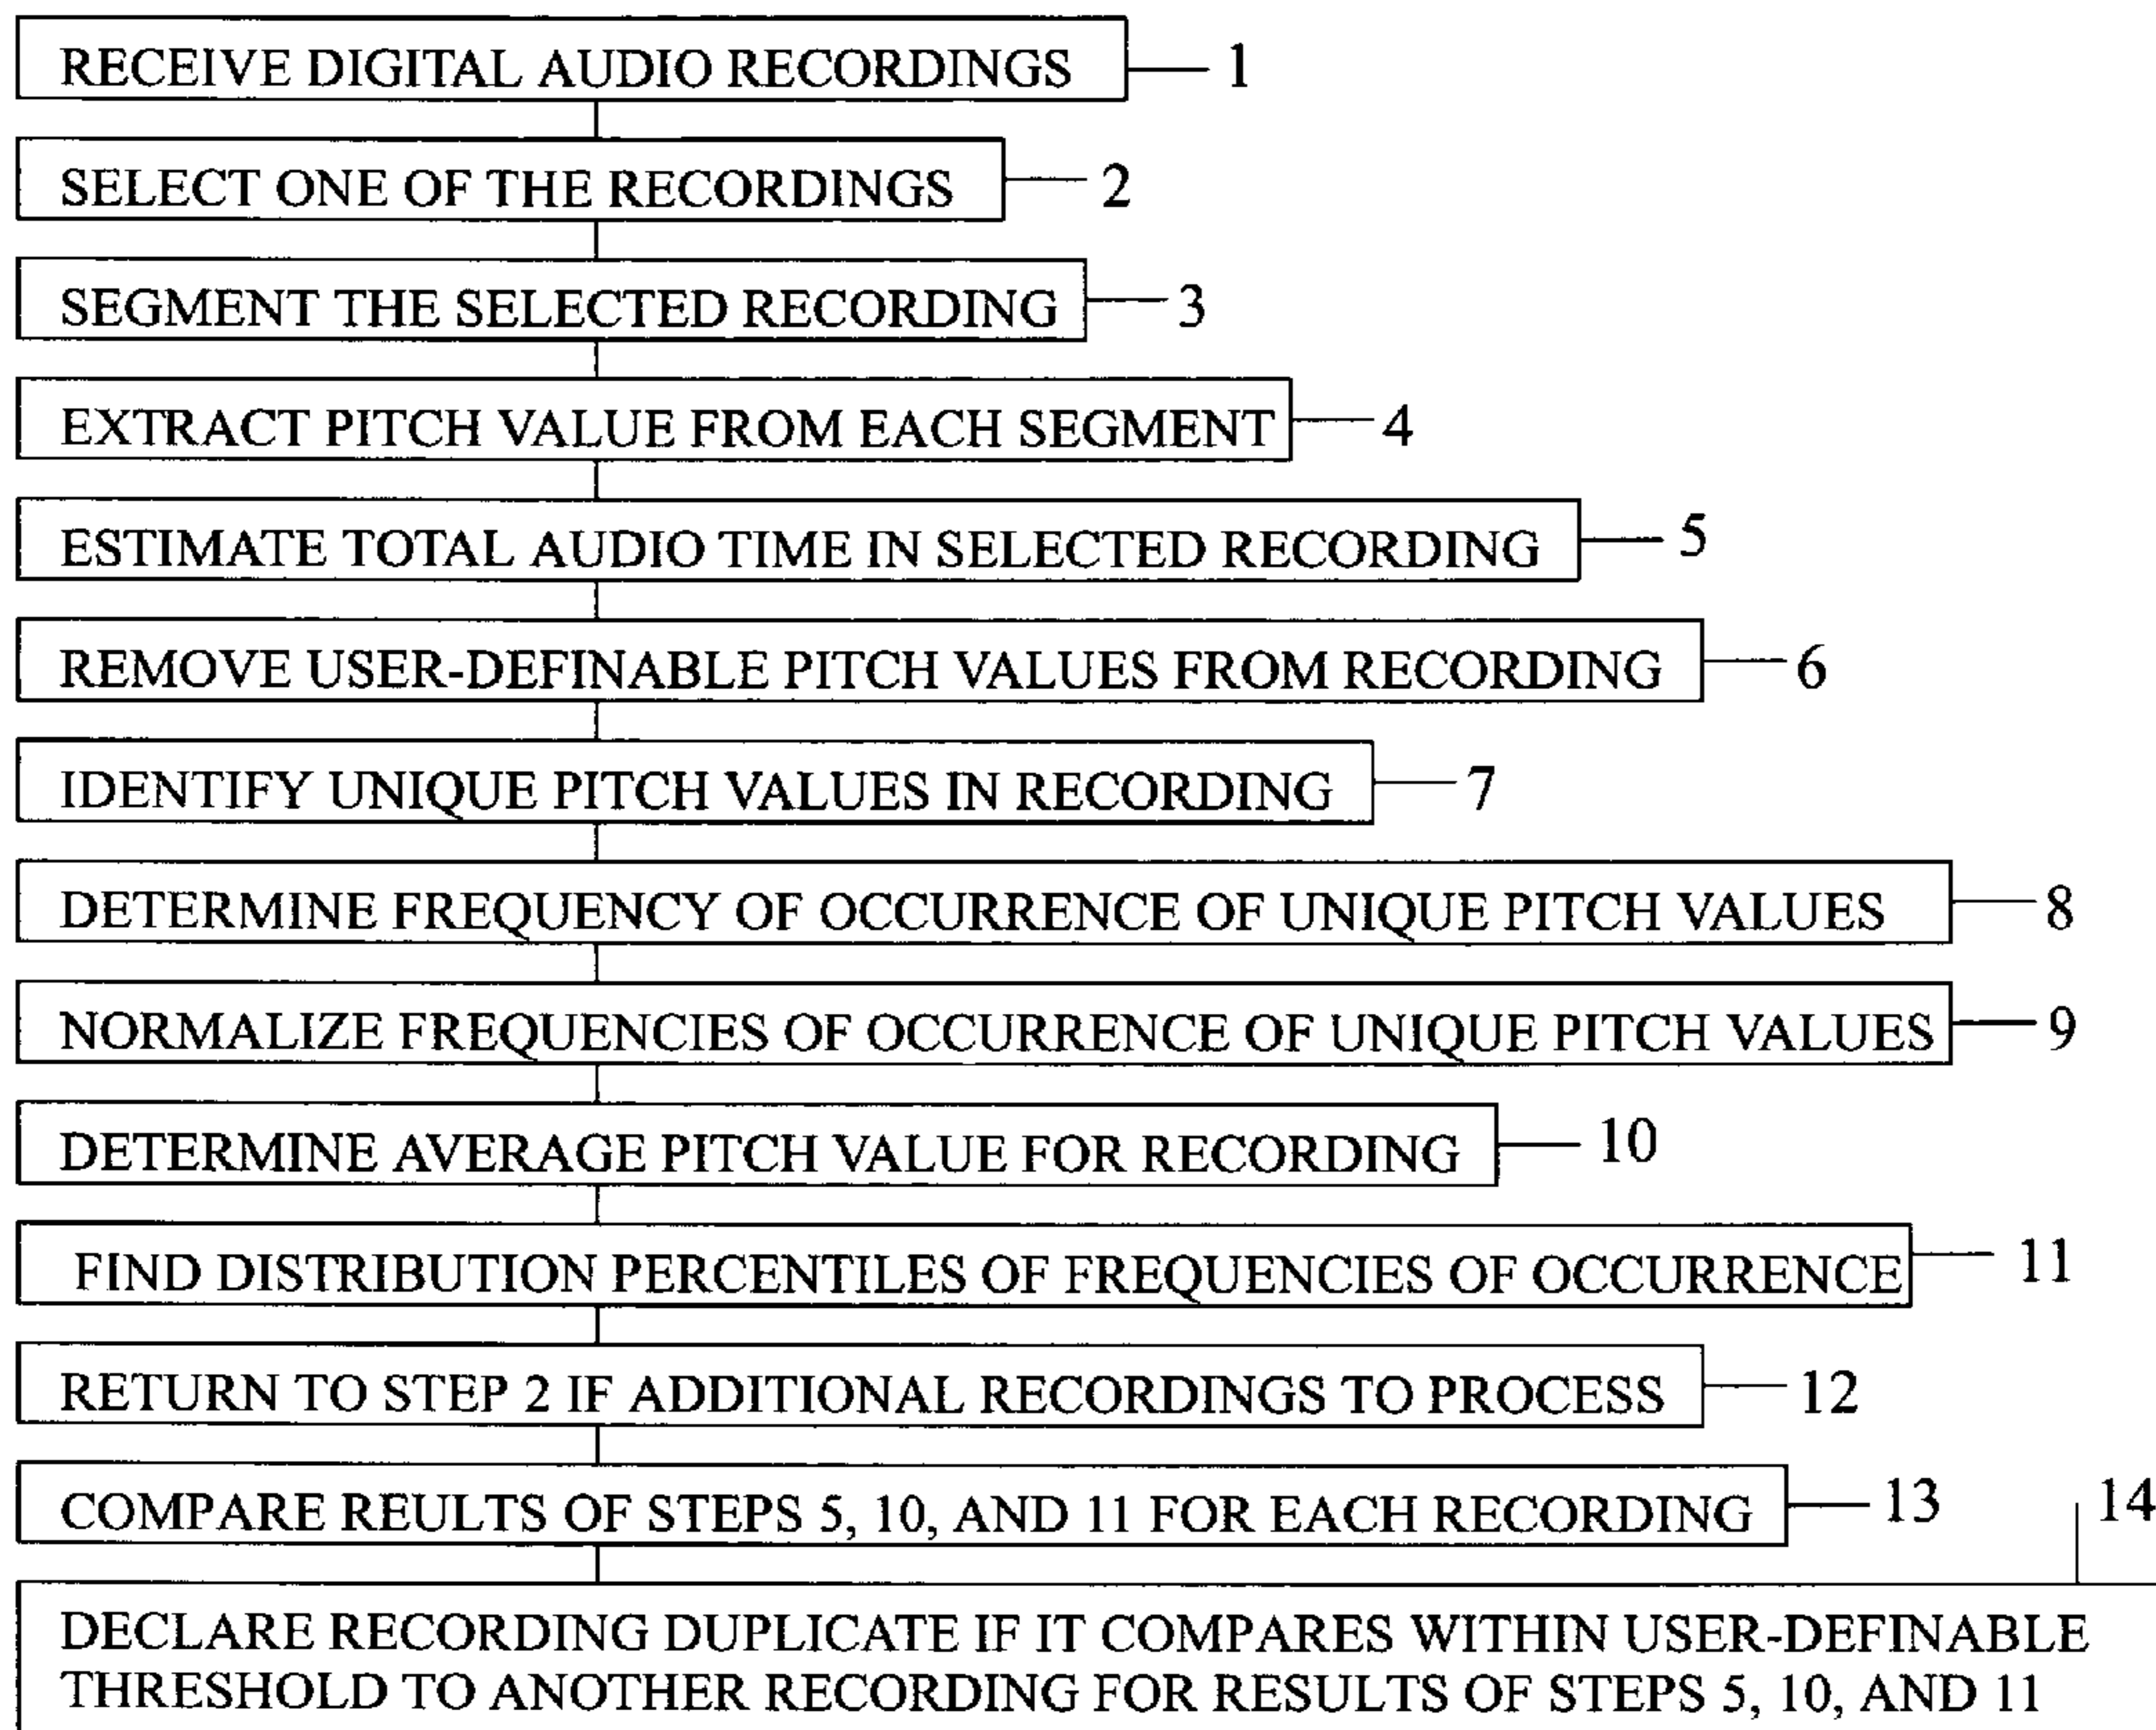 RECEIVE DIGITAL AUDIO RECORDINGS 1
SELECT ONE OF THE RECORDINGS 2
SEGMENT THE SELECTED RECORDING 3
EXTRACT PITCH VALUE FROM EACH SEGMENT 4
ESTIMATE TOTAL AUDIO TIME IN SELECTED RECORDING 5
REMOVE USER-DEFINABLE PITCH VALUES FROM RECORDING 6
IDENTIFY UNIQUE PITCH VALUES IN RECORDING 7
DETERMINE FREQUENCY OF OCCURRENCE OF UNIQUE PITCH VALUES 8
NORMALIZE FREQUENCIES OF OCCURRENCE OF UNIQUE PITCH VALUES 9
DETERMINE AVERAGE PITCH VALUE FOR RECORDING 10
FIND DISTRIBUTION PERCENTILES OF FREQUENCIES OF OCCURRENCE 11
RETURN TO STEP 2 IF ADDITIONAL RECORDINGS TO PROCESS 12
COMPARE REULTS OF STEPS 5, 10, AND 11 FOR EACH RECORDING 13
14
DECLARE RECORDING DUPLICATE IF IT COMPARES WITHIN USER-DEFINABLE
THRESHOLD TO ANOTHER RECORDING FOR RESULTS OF STEPS 5, 10, AND 11